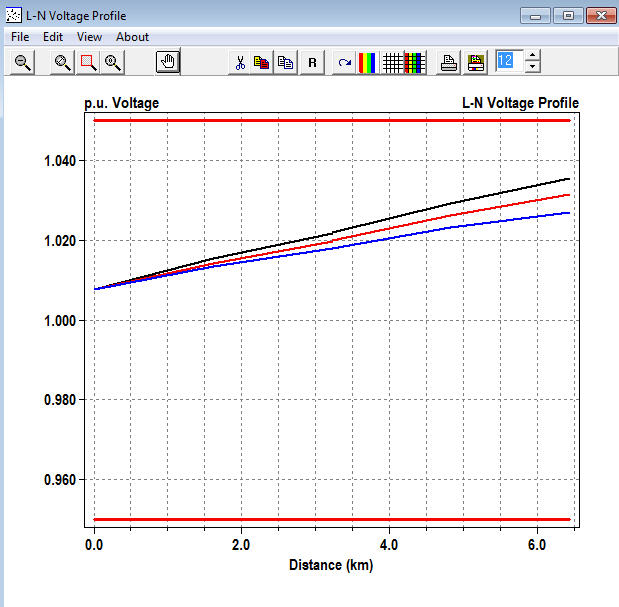 L-N Voltage Profile
File Edit View About
R 12
p.u. Voltage L-N Voltage Profile
1.040
1.020
1.000
0.980
0.960
0.0 2.0 4.0 6.0
Distance (km)